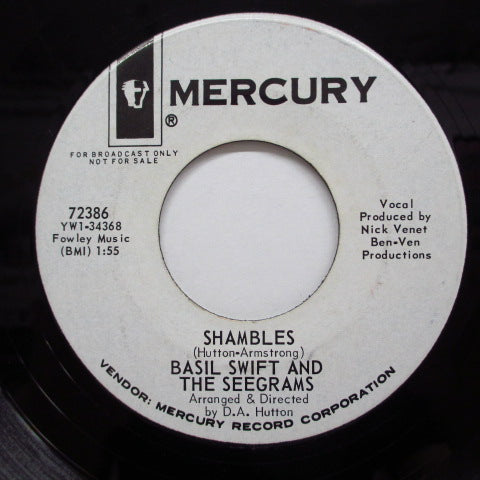 MERCURY
®
FOR BROADCAST ONLY
NOT FOR SALE
72386
YW1-34368
Fowley Music
(BMI) 1:55
Vocal
Produced by
Nick Venet
Ben-Ven
Productions
SHAMBLES
(Hutton-Armstrong)
BASIL SWIFT AND
THE SEEGRAMS
Arranged & Directed
by D.A. Hutton
VENDOR: MERCURY RECORD CORPORATION